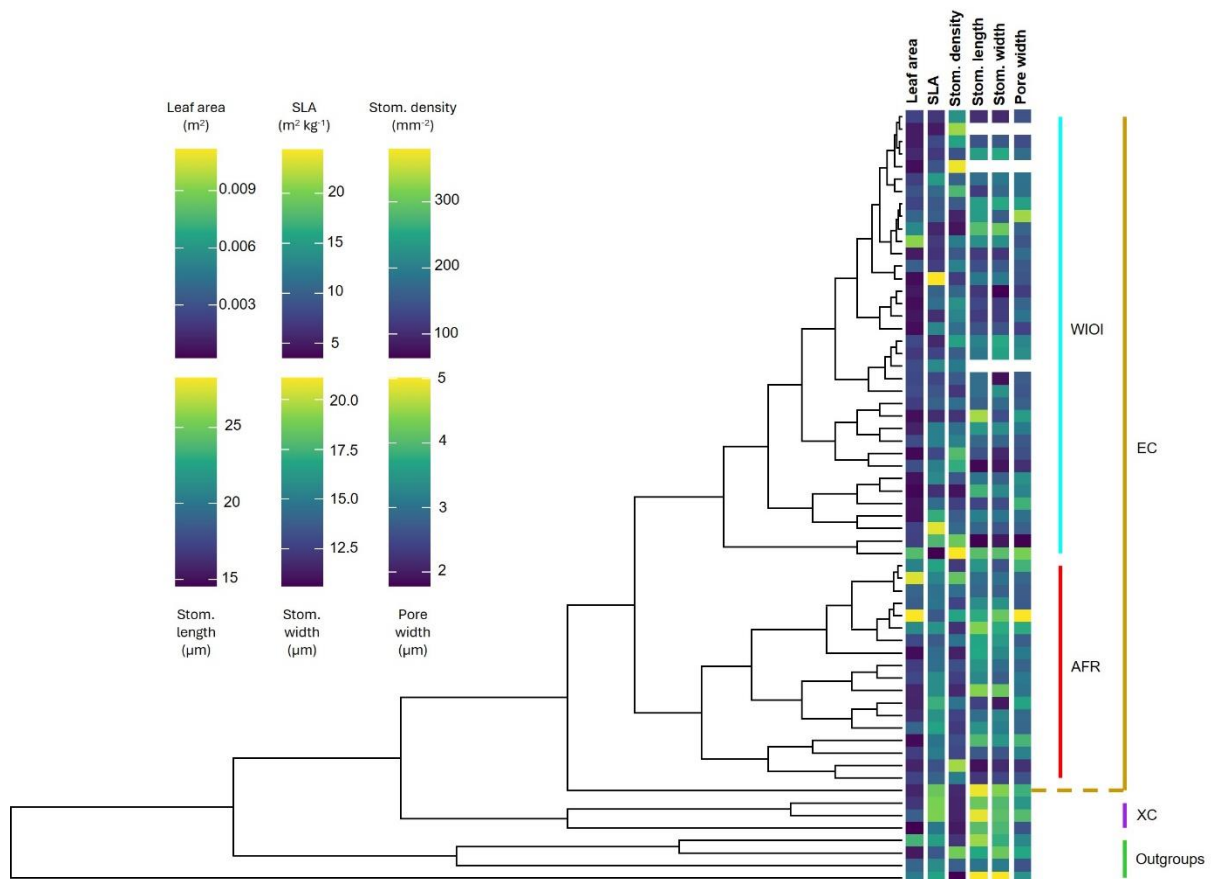 Leaf area
SLA
Stom. density
Stom. length
Stom. width
Pore width
Leaf area
(m²)
SLA
(m² kg⁻¹)
Stom. density
(mm⁻²)
0.009
0.006
0.003
20
15
10
5
300
200
100
25
20
15
20.0
17.5
15.0
12.5
5
4
3
2
Stom.
length
(µm)
Stom.
width
(µm)
Pore
width
(µm)
WIOI
EC
AFR
XC
Outgroups